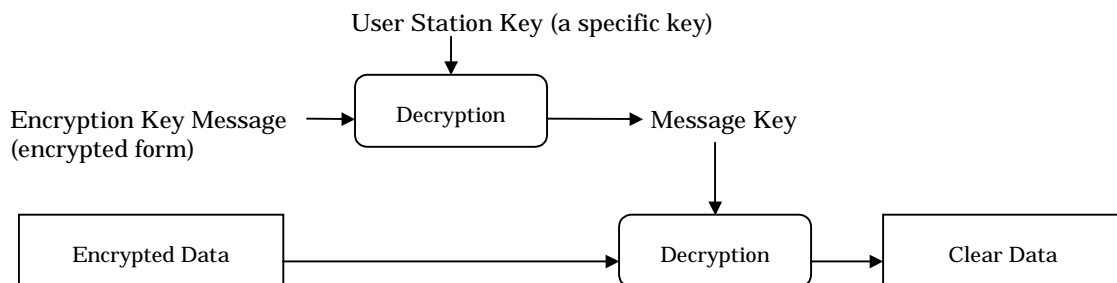 User Station Key (a specific key)
Decryption
Encryption Key Message
(encrypted form)
Message Key
Encrypted Data
Decryption
Clear Data